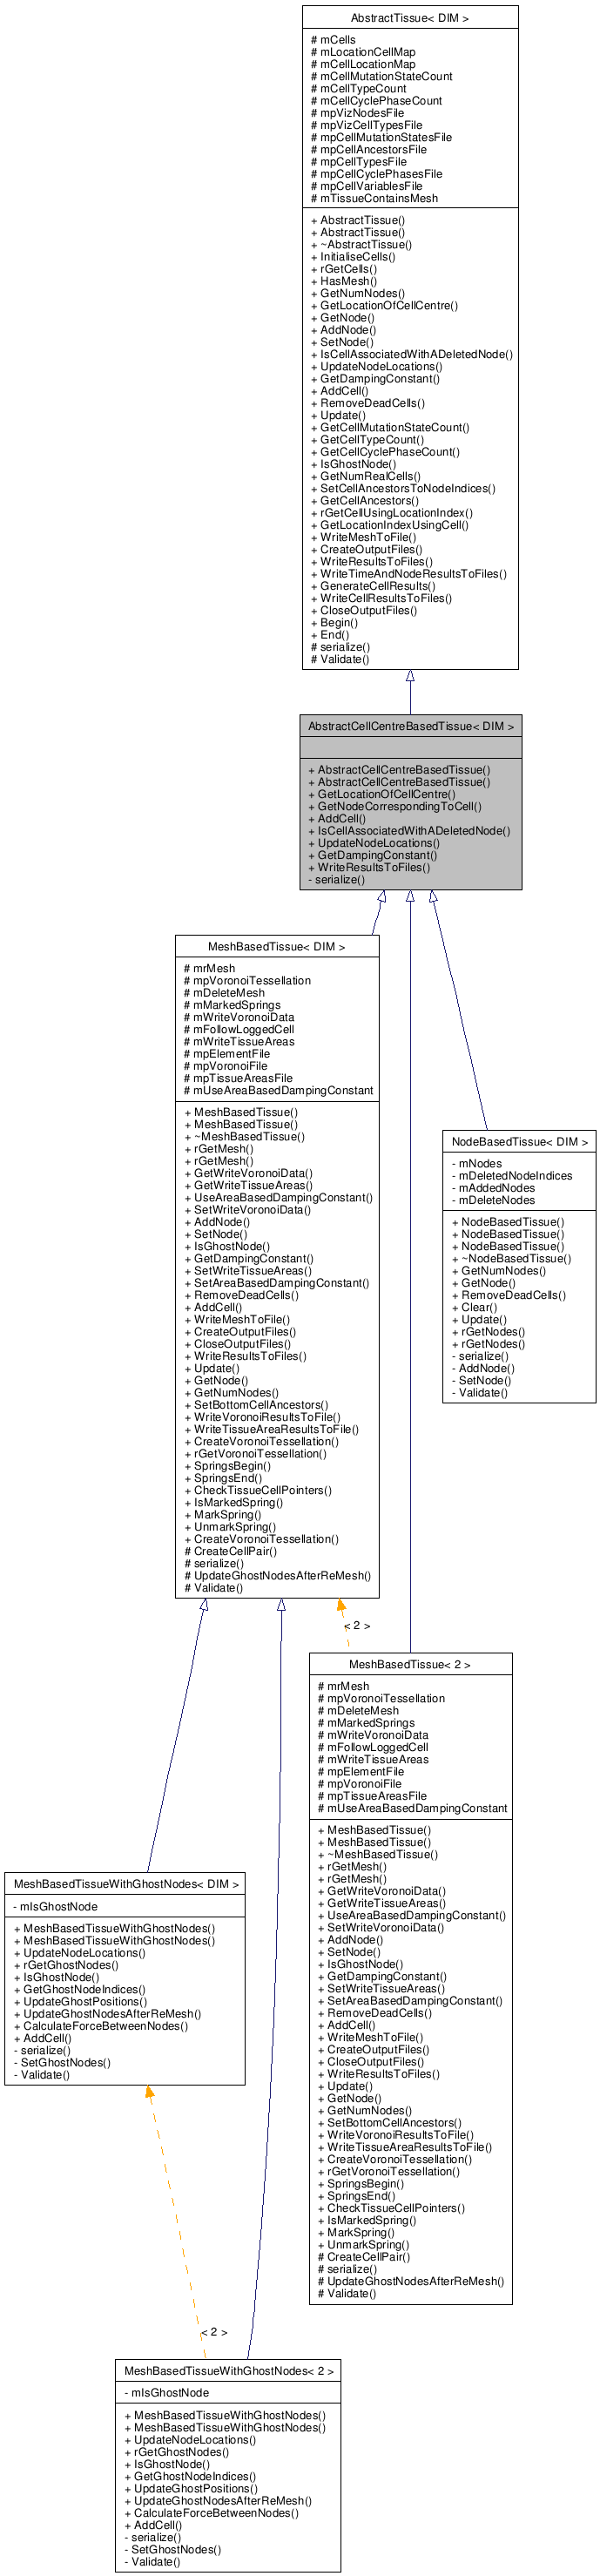 AbstractTissue< DIM >
# mCells
# mLocationCellMap
# mCellLocationMap
# mCellMutationStateCount
# mCellTypeCount
# mCellCyclePhaseCount
# mpVizNodesFile
# mpVizCellTypesFile
# mpCellMutationStatesFile
# mpCellAncestorsFile
# mpCellTypesFile
# mpCellCyclePhasesFile
# mpCellVariablesFile
# mTissueContainsMesh
+ AbstractTissue()
+ AbstractTissue()
+ ~AbstractTissue()
+ InitialiseCells()
+ rGetCells()
+ HasMesh()
+ GetNumNodes()
+ GetLocationOfCellCentre()
+ GetNode()
+ AddNode()
+ SetNode()
+ IsCellAssociatedWithADeletedNode()
+ UpdateNodeLocations()
+ GetDampingConstant()
+ AddCell()
+ RemoveDeadCells()
+ Update()
+ GetCellMutationStateCount()
+ GetCellTypeCount()
+ GetCellCyclePhaseCount()
+ IsGhostNode()
+ GetNumRealCells()
+ SetCellAncestorsToNodeIndices()
+ GetCellAncestors()
+ rGetCellUsingLocationIndex()
+ GetLocationIndexUsingCell()
+ WriteMeshToFile()
+ CreateOutputFiles()
+ WriteResultsToFiles()
+ WriteTimeAndNodeResultsToFiles()
+ GenerateCellResults()
+ WriteCellResultsToFiles()
+ CloseOutputFiles()
+ Begin()
+ End()
# serialize()
# Validate()
AbstractCellCentreBasedTissue< DIM >
+ AbstractCellCentreBasedTissue()
+ AbstractCellCentreBasedTissue()
+ GetLocationOfCellCentre()
+ GetNodeCorrespondingToCell()
+ AddCell()
+ IsCellAssociatedWithADeletedNode()
+ UpdateNodeLocations()
+ GetDampingConstant()
+ WriteResultsToFiles()
- serialize()
MeshBasedTissue< DIM >
# mrMesh
# mpVoronoiTessellation
# mDeleteMesh
# mMarkedSprings
# mWriteVoronoiData
# mFollowLoggedCell
# mWriteTissueAreas
# mpElementFile
# mpVoronoiFile
# mpTissueAreasFile
# mUseAreaBasedDampingConstant
+ MeshBasedTissue()
+ MeshBasedTissue()
+ ~MeshBasedTissue()
+ rGetMesh()
+ rGetMesh()
+ GetWriteVoronoiData()
+ GetWriteTissueAreas()
+ UseAreaBasedDampingConstant()
+ SetWriteVoronoiData()
+ AddNode()
+ SetNode()
+ IsGhostNode()
+ GetDampingConstant()
+ SetWriteTissueAreas()
+ SetAreaBasedDampingConstant()
+ RemoveDeadCells()
+ AddCell()
+ WriteMeshToFile()
+ CreateOutputFiles()
+ CloseOutputFiles()
+ WriteResultsToFiles()
+ Update()
+ GetNode()
+ GetNumNodes()
+ SetBottomCellAncestors()
+ WriteVoronoiResultsToFile()
+ WriteTissueAreaResultsToFile()
+ CreateVoronoiTessellation()
+ rGetVoronoiTessellation()
+ SpringsBegin()
+ SpringsEnd()
+ CheckTissueCellPointers()
+ IsMarkedSpring()
+ MarkSpring()
+ UnmarkSpring()
+ CreateVoronoiTessellation()
# CreateCellPair()
# serialize()
# UpdateGhostNodesAfterReMesh()
# Validate()
NodeBasedTissue< DIM >
- mNodes
- mDeletedNodeIndices
- mAddedNodes
- mDeleteNodes
+ NodeBasedTissue()
+ NodeBasedTissue()
+ NodeBasedTissue()
+ ~NodeBasedTissue()
+ GetNumNodes()
+ GetNode()
+ RemoveDeadCells()
+ Clear()
+ Update()
+ rGetNodes()
+ rGetNodes()
- serialize()
- AddNode()
- SetNode()
- Validate()
< 2 >
MeshBasedTissue< 2 >
# mrMesh
# mpVoronoiTessellation
# mDeleteMesh
# mMarkedSprings
# mWriteVoronoiData
# mFollowLoggedCell
# mWriteTissueAreas
# mpElementFile
# mpVoronoiFile
# mpTissueAreasFile
# mUseAreaBasedDampingConstant
+ MeshBasedTissue()
+ MeshBasedTissue()
+ ~MeshBasedTissue()
+ rGetMesh()
+ rGetMesh()
+ GetWriteVoronoiData()
+ GetWriteTissueAreas()
+ UseAreaBasedDampingConstant()
+ SetWriteVoronoiData()
+ AddNode()
+ SetNode()
+ IsGhostNode()
+ GetDampingConstant()
+ SetWriteTissueAreas()
+ SetAreaBasedDampingConstant()
+ RemoveDeadCells()
+ AddCell()
+ WriteMeshToFile()
+ CreateOutputFiles()
+ CloseOutputFiles()
+ WriteResultsToFiles()
+ Update()
+ GetNode()
+ GetNumNodes()
+ SetBottomCellAncestors()
+ WriteVoronoiResultsToFile()
+ WriteTissueAreaResultsToFile()
+ CreateVoronoiTessellation()
+ rGetVoronoiTessellation()
+ SpringsBegin()
+ SpringsEnd()
+ CheckTissueCellPointers()
+ IsMarkedSpring()
+ MarkSpring()
+ UnmarkSpring()
# CreateCellPair()
# serialize()
# UpdateGhostNodesAfterReMesh()
# Validate()
MeshBasedTissueWithGhostNodes< DIM >
- mIsGhostNode
+ MeshBasedTissueWithGhostNodes()
+ MeshBasedTissueWithGhostNodes()
+ UpdateNodeLocations()
+ rGetGhostNodes()
+ IsGhostNode()
+ GetGhostNodeIndices()
+ UpdateGhostPositions()
+ UpdateGhostNodesAfterReMesh()
+ CalculateForceBetweenNodes()
+ AddCell()
- serialize()
- SetGhostNodes()
- Validate()
< 2 >
MeshBasedTissueWithGhostNodes< 2 >
- mIsGhostNode
+ MeshBasedTissueWithGhostNodes()
+ MeshBasedTissueWithGhostNodes()
+ UpdateNodeLocations()
+ rGetGhostNodes()
+ IsGhostNode()
+ GetGhostNodeIndices()
+ UpdateGhostPositions()
+ UpdateGhostNodesAfterReMesh()
+ CalculateForceBetweenNodes()
+ AddCell()
- serialize()
- SetGhostNodes()
- Validate()